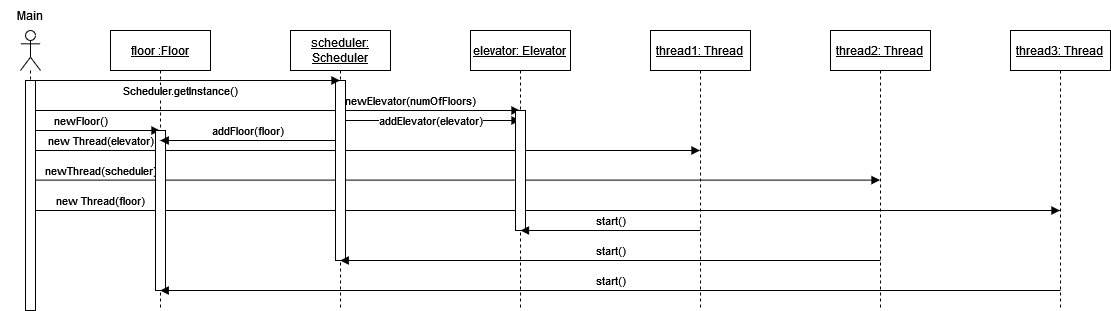 Main
floor :Floor
scheduler:
Scheduler
elevator: Elevator
thread1: Thread
thread2: Thread
thread3: Thread
Scheduler.getInstance()
newElevator(numOfFloors)
newFloor()
addElevator(elevator)
addFloor(floor)
new Thread(elevator)
newThread(scheduler)
new Thread(floor)
start()
start()
start()